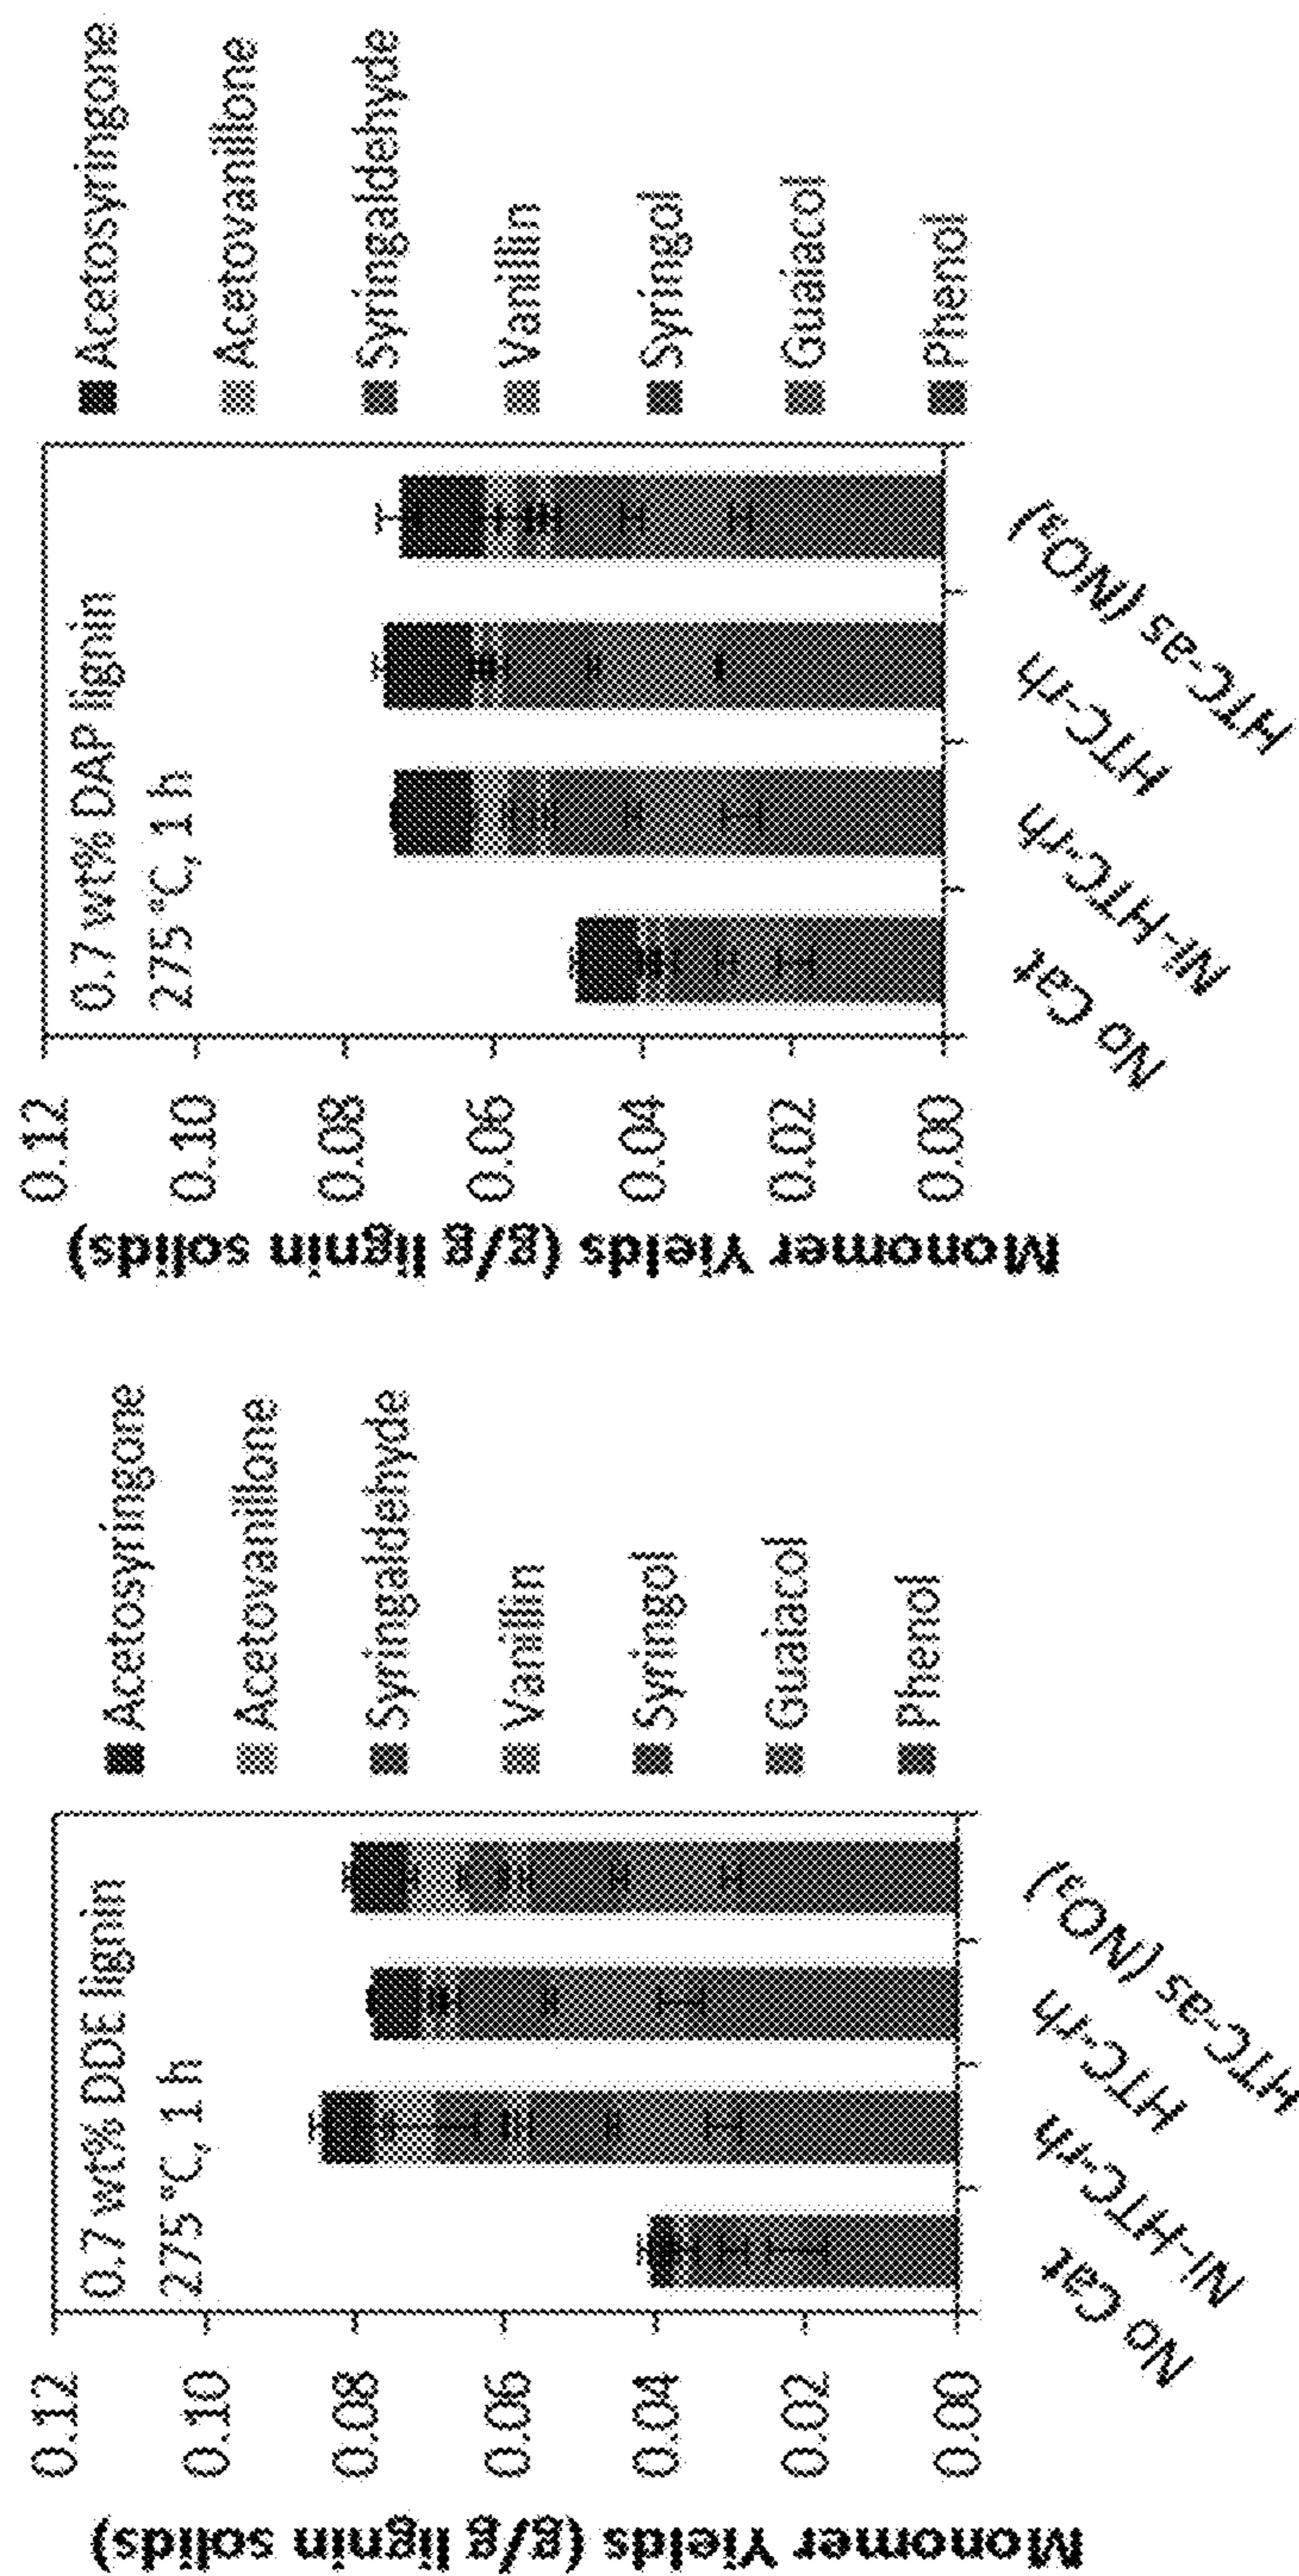 Monomer Yields (g/g lignin solids)
0.12
0.10
0.08
0.06
0.04
0.02
0.00
0.7 wt% DDE lignin
275 °C, 1 h
No Cat
Ni-HTC-rh
HTC-rh
HTC-as (NO₃)
Acetosyringone
Acetovanillone
Syringaldehyde
Vanillin
Syringol
Guaiacol
Phenol
Monomer Yields (g/g lignin solids)
0.12
0.10
0.08
0.06
0.04
0.02
0.00
0.7 wt% DAP lignin
275 °C, 1 h
No Cat
Ni-HTC-rh
HTC-rh
HTC-as (NO₃)
Acetosyringone
Acetovanillone
Syringaldehyde
Vanillin
Syringol
Guaiacol
Phenol